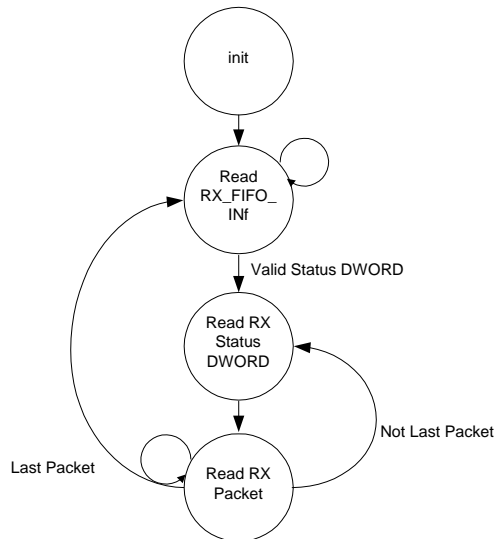 init
Read
RX_FIFO_
INf
Valid Status DWORD
Read RX
Status
DWORD
Not Last Packet
Last Packet
Read RX
Packet